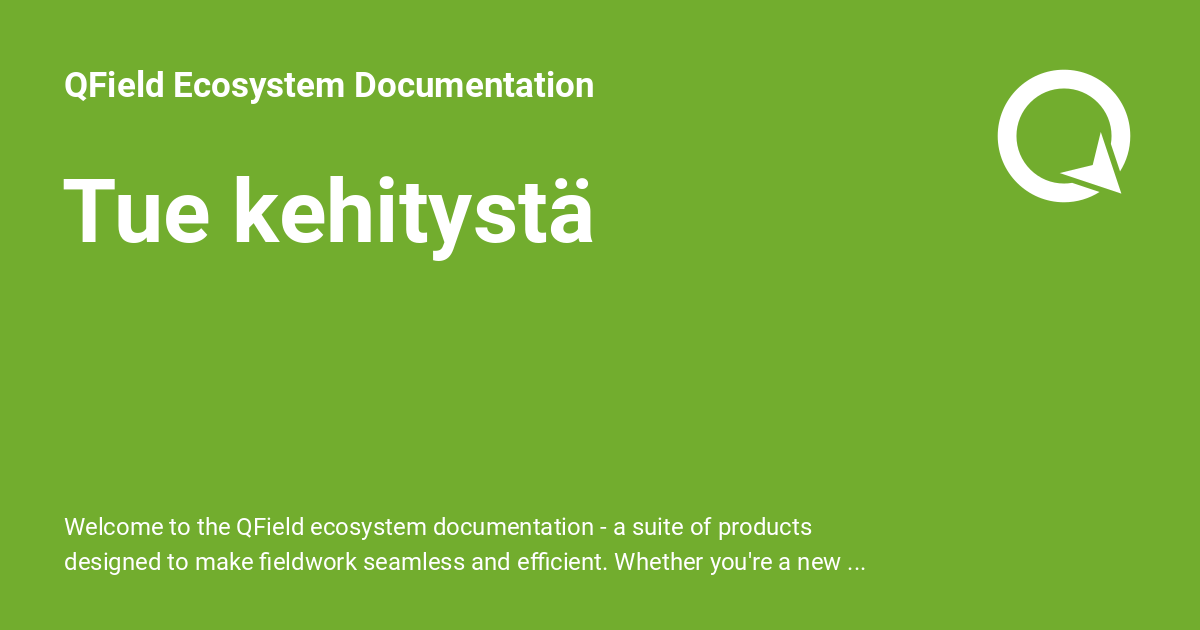 QField Ecosystem Documentation
Tue kehitystä
Welcome to the QField ecosystem documentation - a suite of products
designed to make fieldwork seamless and efficient. Whether you're a new ...